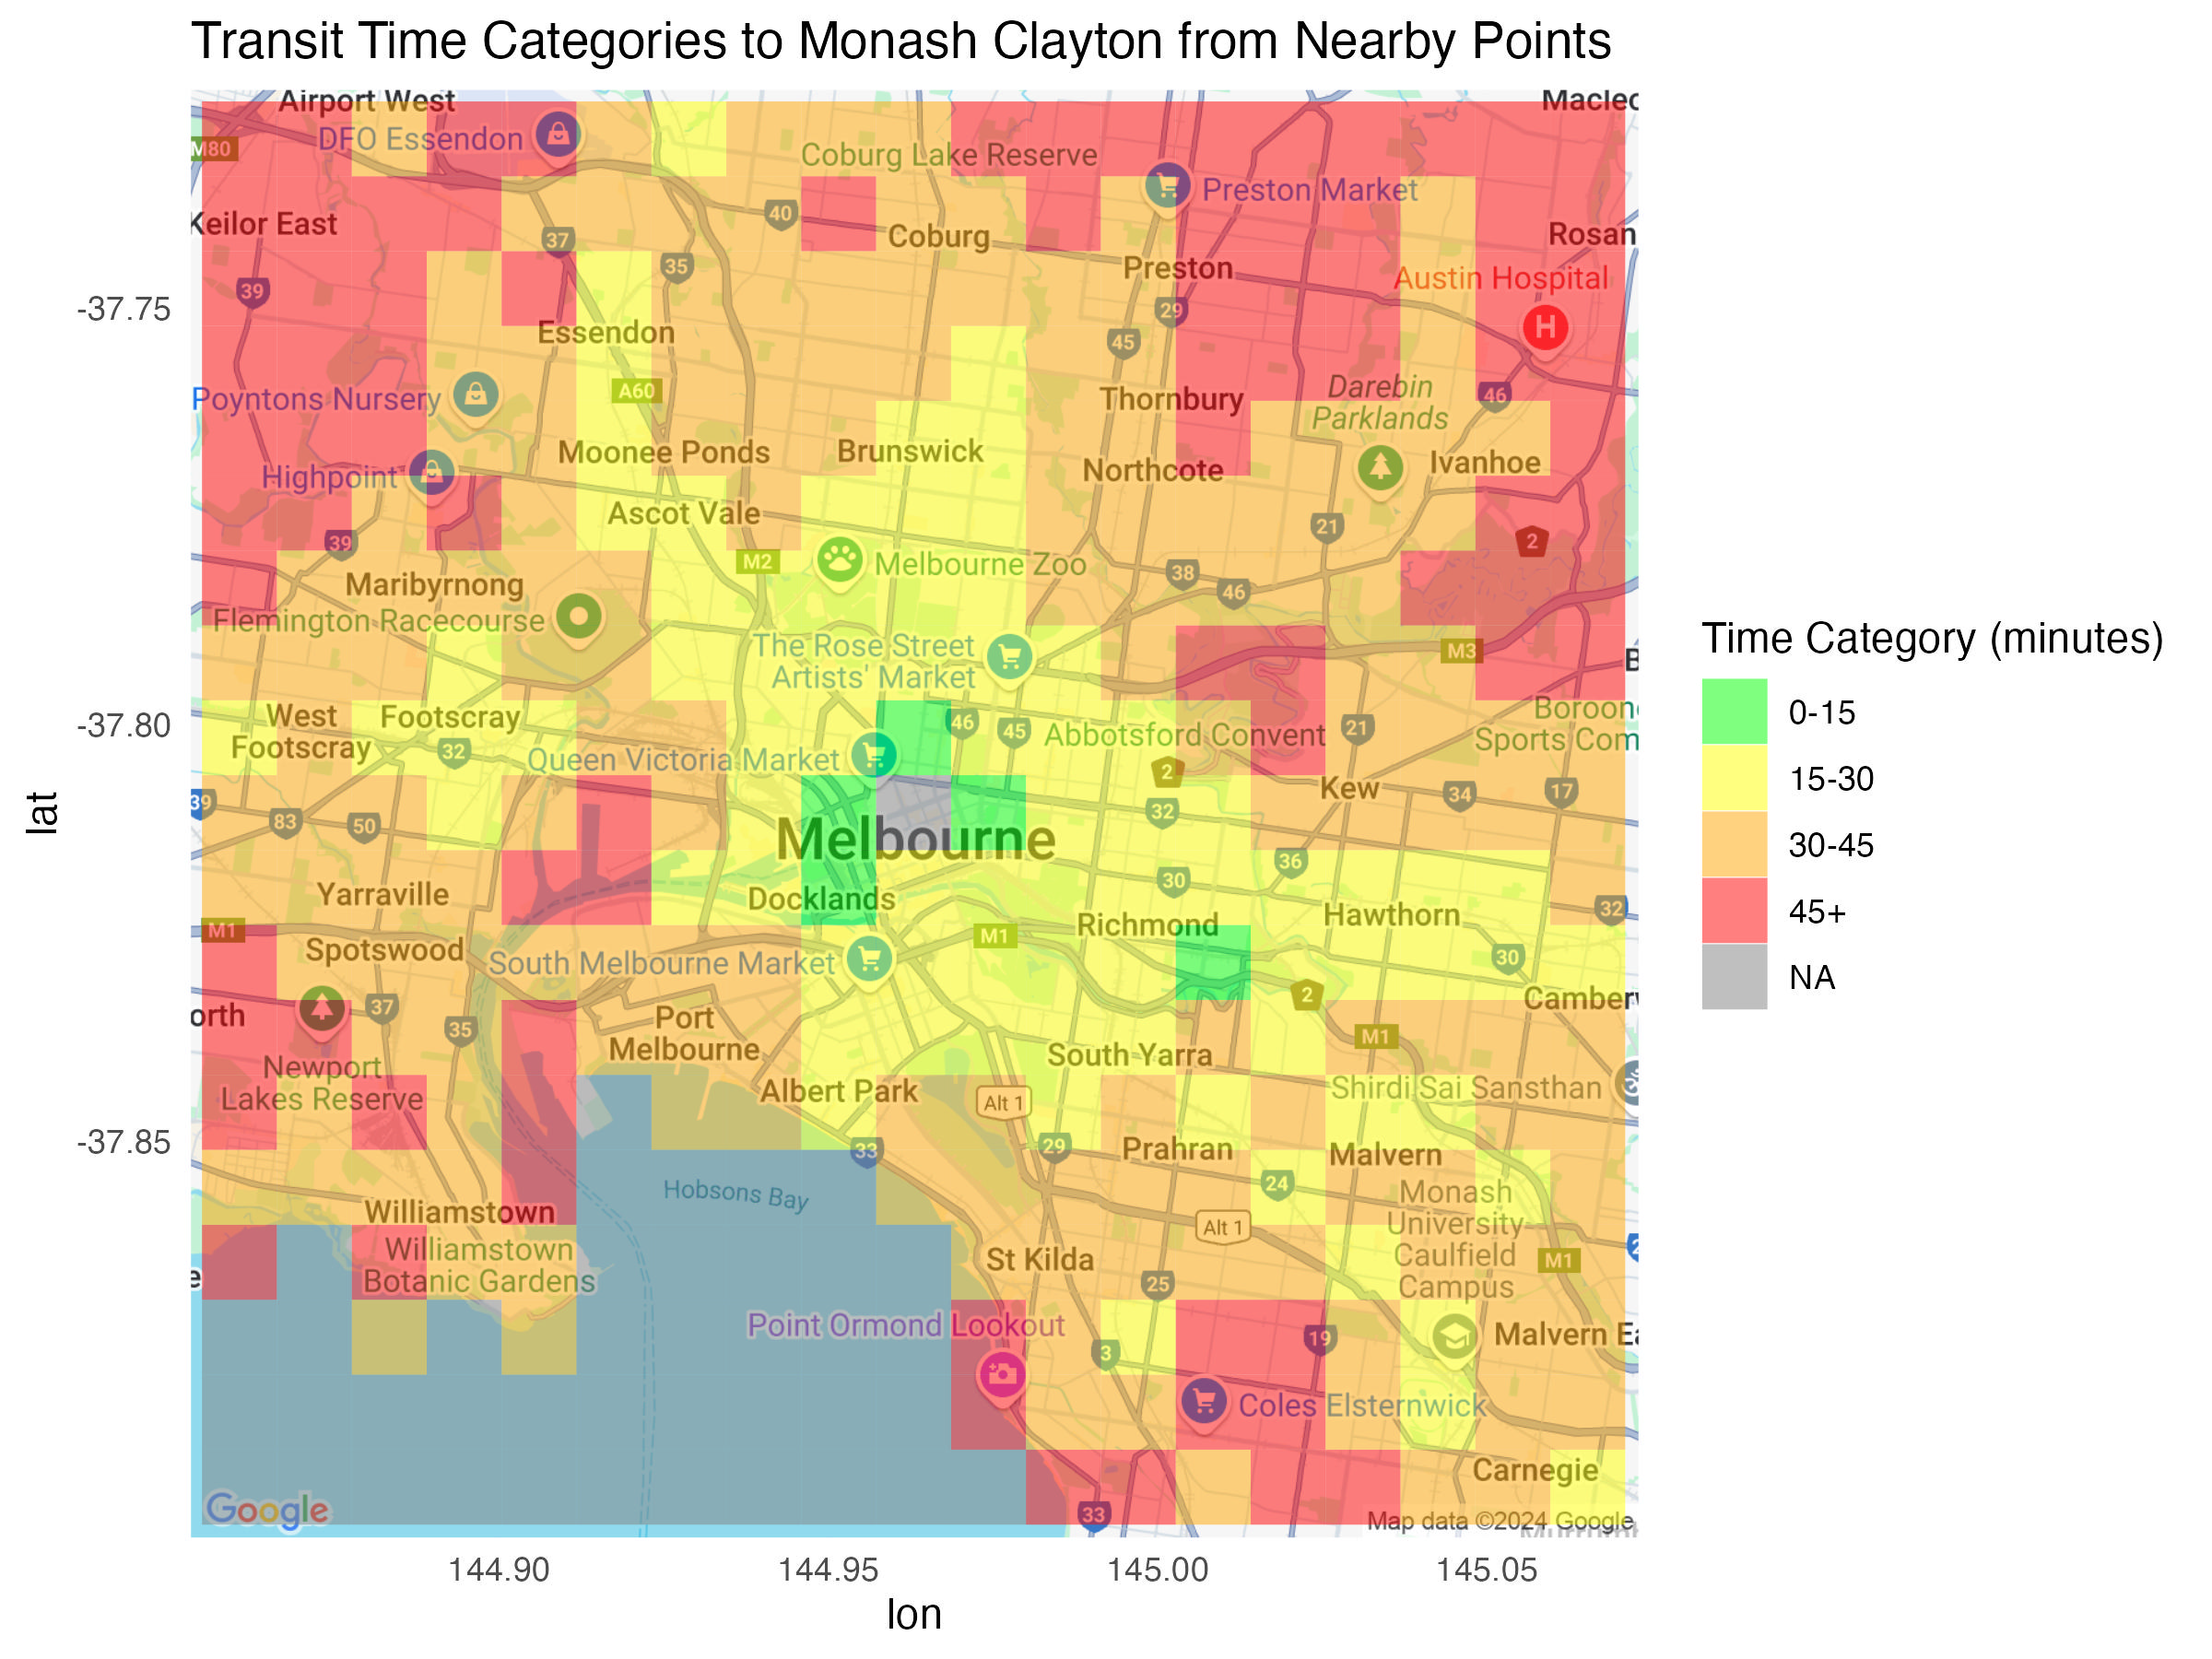 Transit Time Categories to Monash Clayton from Nearby Points
Airport West
Macleo
DFO Essendon
M80
Coburg Lake Reserve
Preston Market
40
Keilor East
37
Coburg
Rosan
35
Preston
Austin Hospital
39
29
H
Essendon
45
A60
Darebin
Parklands
Poyntons Nursery
Thornbury
46
Moonee Ponds
Brunswick
Northcote
Ivanhoe
Highpoint
Ascot Vale
21
39
2
M2
Melbourne Zoo
38
46
Maribyrnong
Flemington Racecourse
The Rose Street
Artists' Market
M3
B
West
Footscray
Footscray
32
Queen Victoria Market
46
45
Abbotsford Convent
21
Boroon
Sports Com
2
Kew
34
17
39
83
50
32
Melbourne
36
Yarraville
Docklands
30
Richmond
Hawthorn
32
M1
Spotswood
South Melbourne Market
M1
30
2
Camber
orth
37
35
Port
Melbourne
M1
South Yarra
Newport
Lakes Reserve
Albert Park
Alt 1
Shirdi Sai Sansthan
33
29
Prahran
Malvern
24
Hobsons Bay
Monash
University
Caulfield
Campus
Williamstown
Alt 1
Williamstown
Botanic Gardens
St Kilda
M1
2
e
25
Point Ormond Lookout
3
19
Malvern Ea
Coles Elsternwick
Carnegie
33
Google
Map data ©2024 Google
-37.75
-37.80
-37.85
lat
144.90
144.95
145.00
145.05
lon
Time Category (minutes)
0-15
15-30
30-45
45+
NA